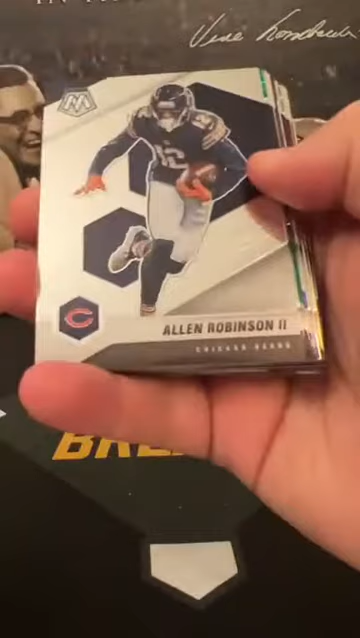 Vince Lombardi
M
12
C
ALLEN ROBINSON II
CHICAGO BEARS